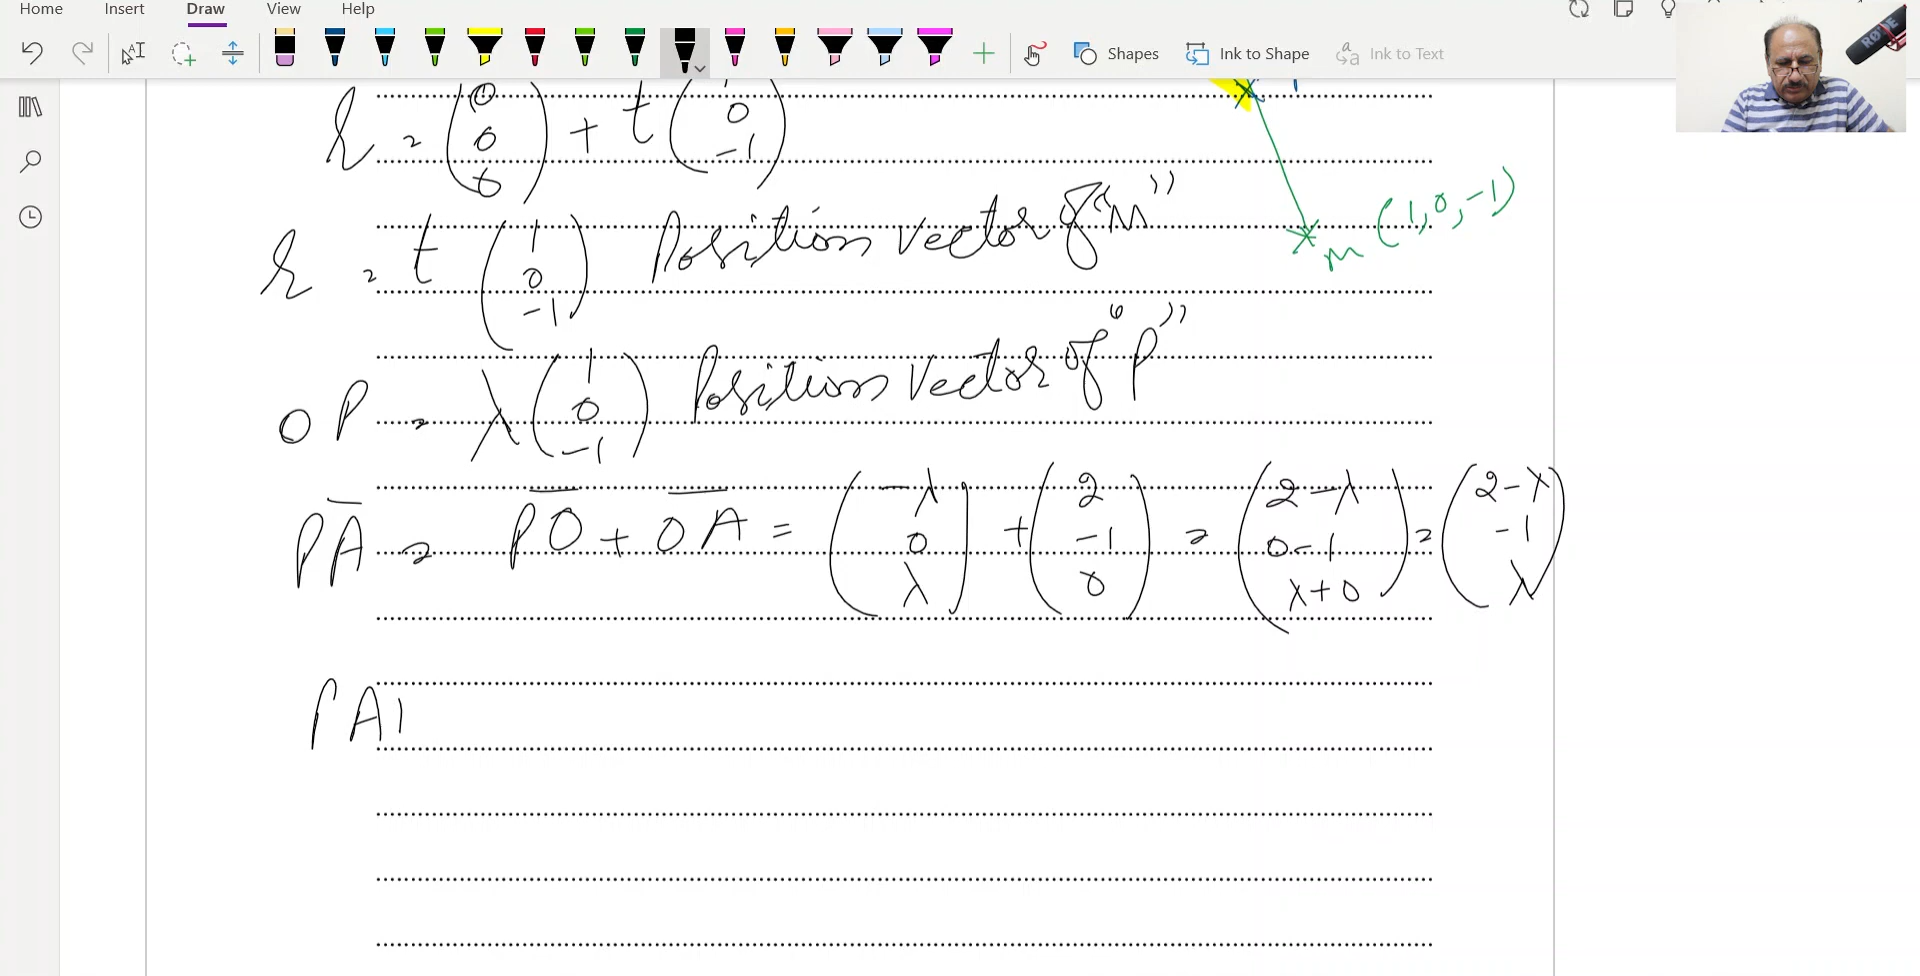 Home Insert Draw View Help
Shapes Ink to Shape Ink to Text
RODE
r = (0 0 0) + t (1 0 -1)
r = t (1 0 -1) Position vector of "M"
M (1, 0, -1)
OP = λ (1 0 -1) Position vector of "P"
PA = PO + OA = (-λ 0 λ) + (2 -1 0) = (2-λ 0-1 λ+0) = (2-λ -1 λ)
PA